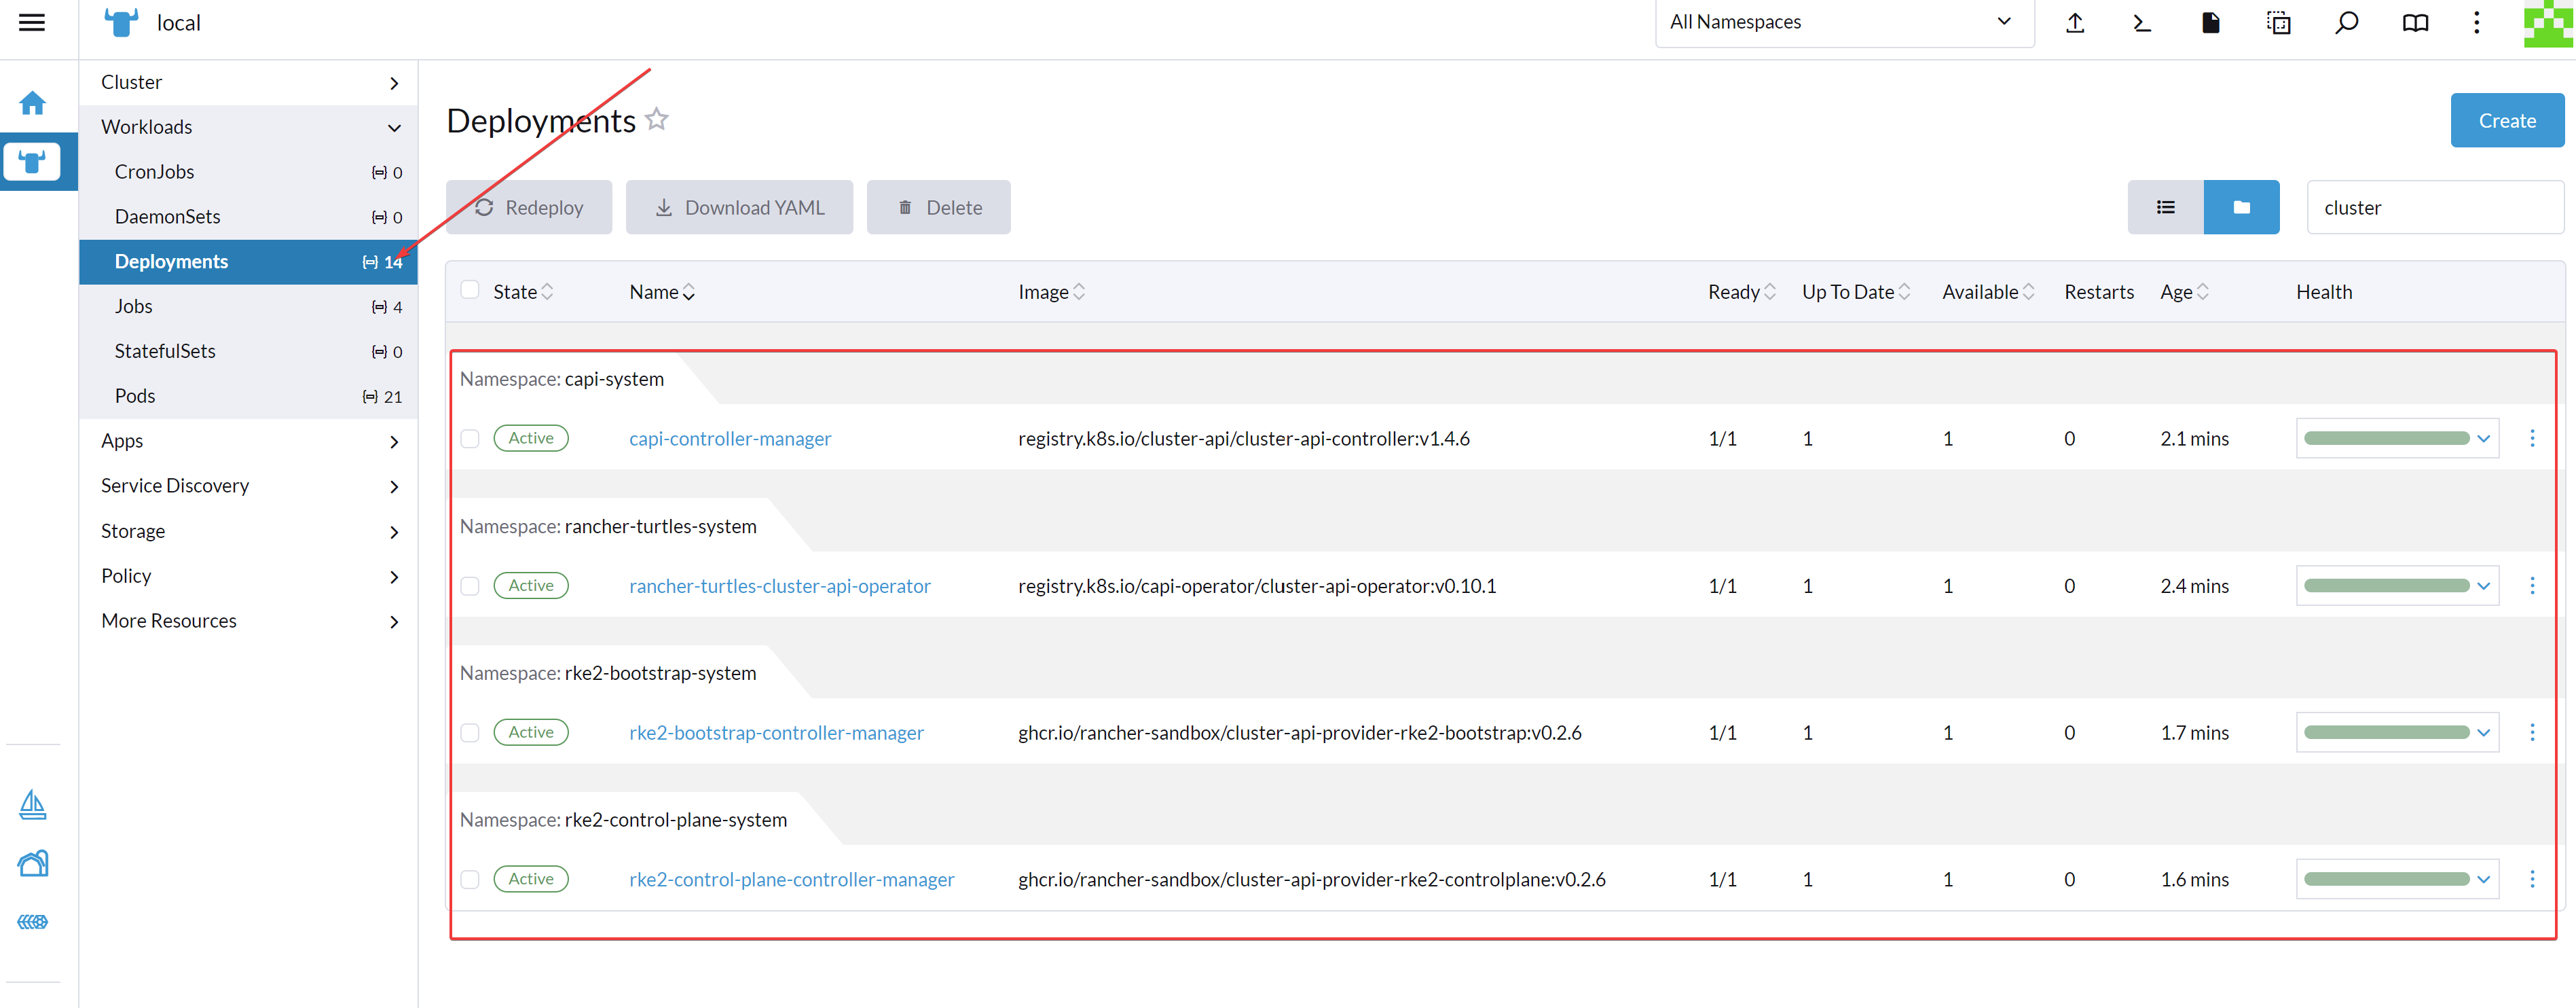 local
All Namespaces
Cluster
Workloads
CronJobs 0
DaemonSets 0
Deployments 14
Jobs 4
StatefulSets 0
Pods 21
Apps
Service Discovery
Storage
Policy
More Resources
Deployments
Create
Redeploy Download YAML Delete
cluster
State Name Image Ready Up To Date Available Restarts Age Health
Namespace: capi-system
Active capi-controller-manager registry.k8s.io/cluster-api/cluster-api-controller:v1.4.6 1/1 1 1 0 2.1 mins
Namespace: rancher-turtles-system
Active rancher-turtles-cluster-api-operator registry.k8s.io/capi-operator/cluster-api-operator:v0.10.1 1/1 1 1 0 2.4 mins
Namespace: rke2-bootstrap-system
Active rke2-bootstrap-controller-manager ghcr.io/rancher-sandbox/cluster-api-provider-rke2-bootstrap:v0.2.6 1/1 1 1 0 1.7 mins
Namespace: rke2-control-plane-system
Active rke2-control-plane-controller-manager ghcr.io/rancher-sandbox/cluster-api-provider-rke2-controlplane:v0.2.6 1/1 1 1 0 1.6 mins